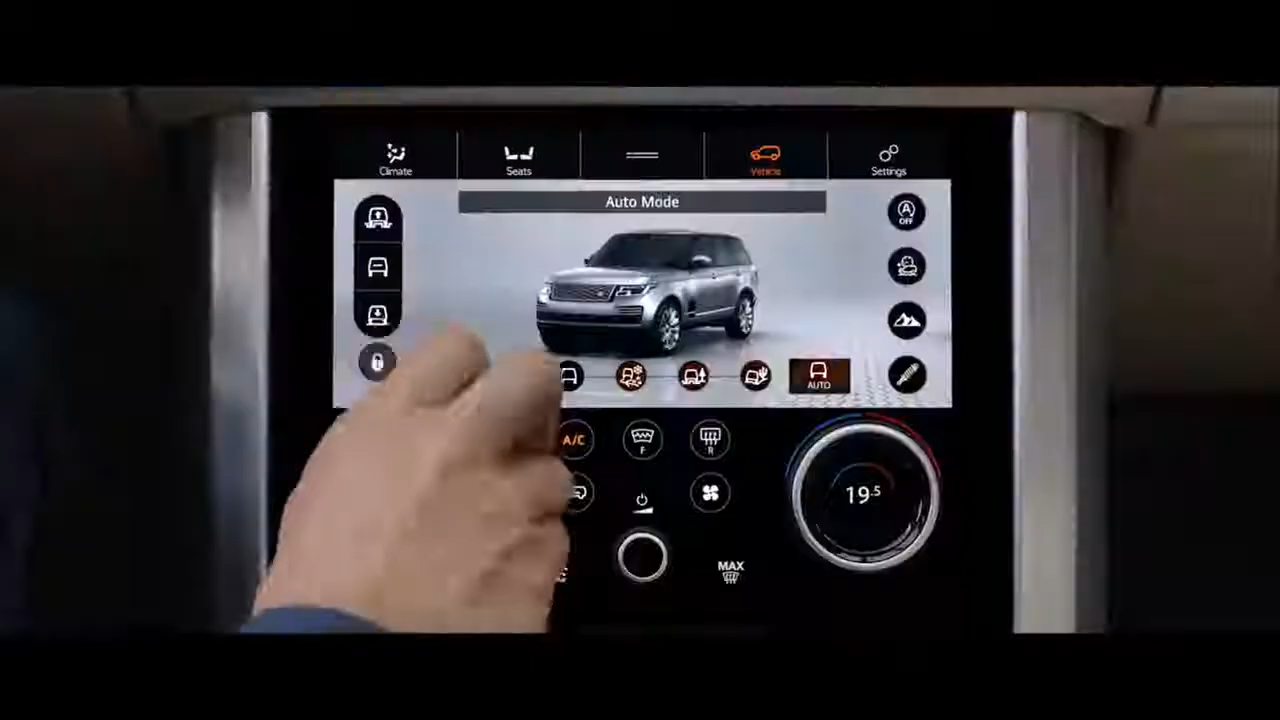 Climate
Seats
Vehicle
Settings
Auto Mode
OFF
AUTO
A/C
F
R
19.5
MAX